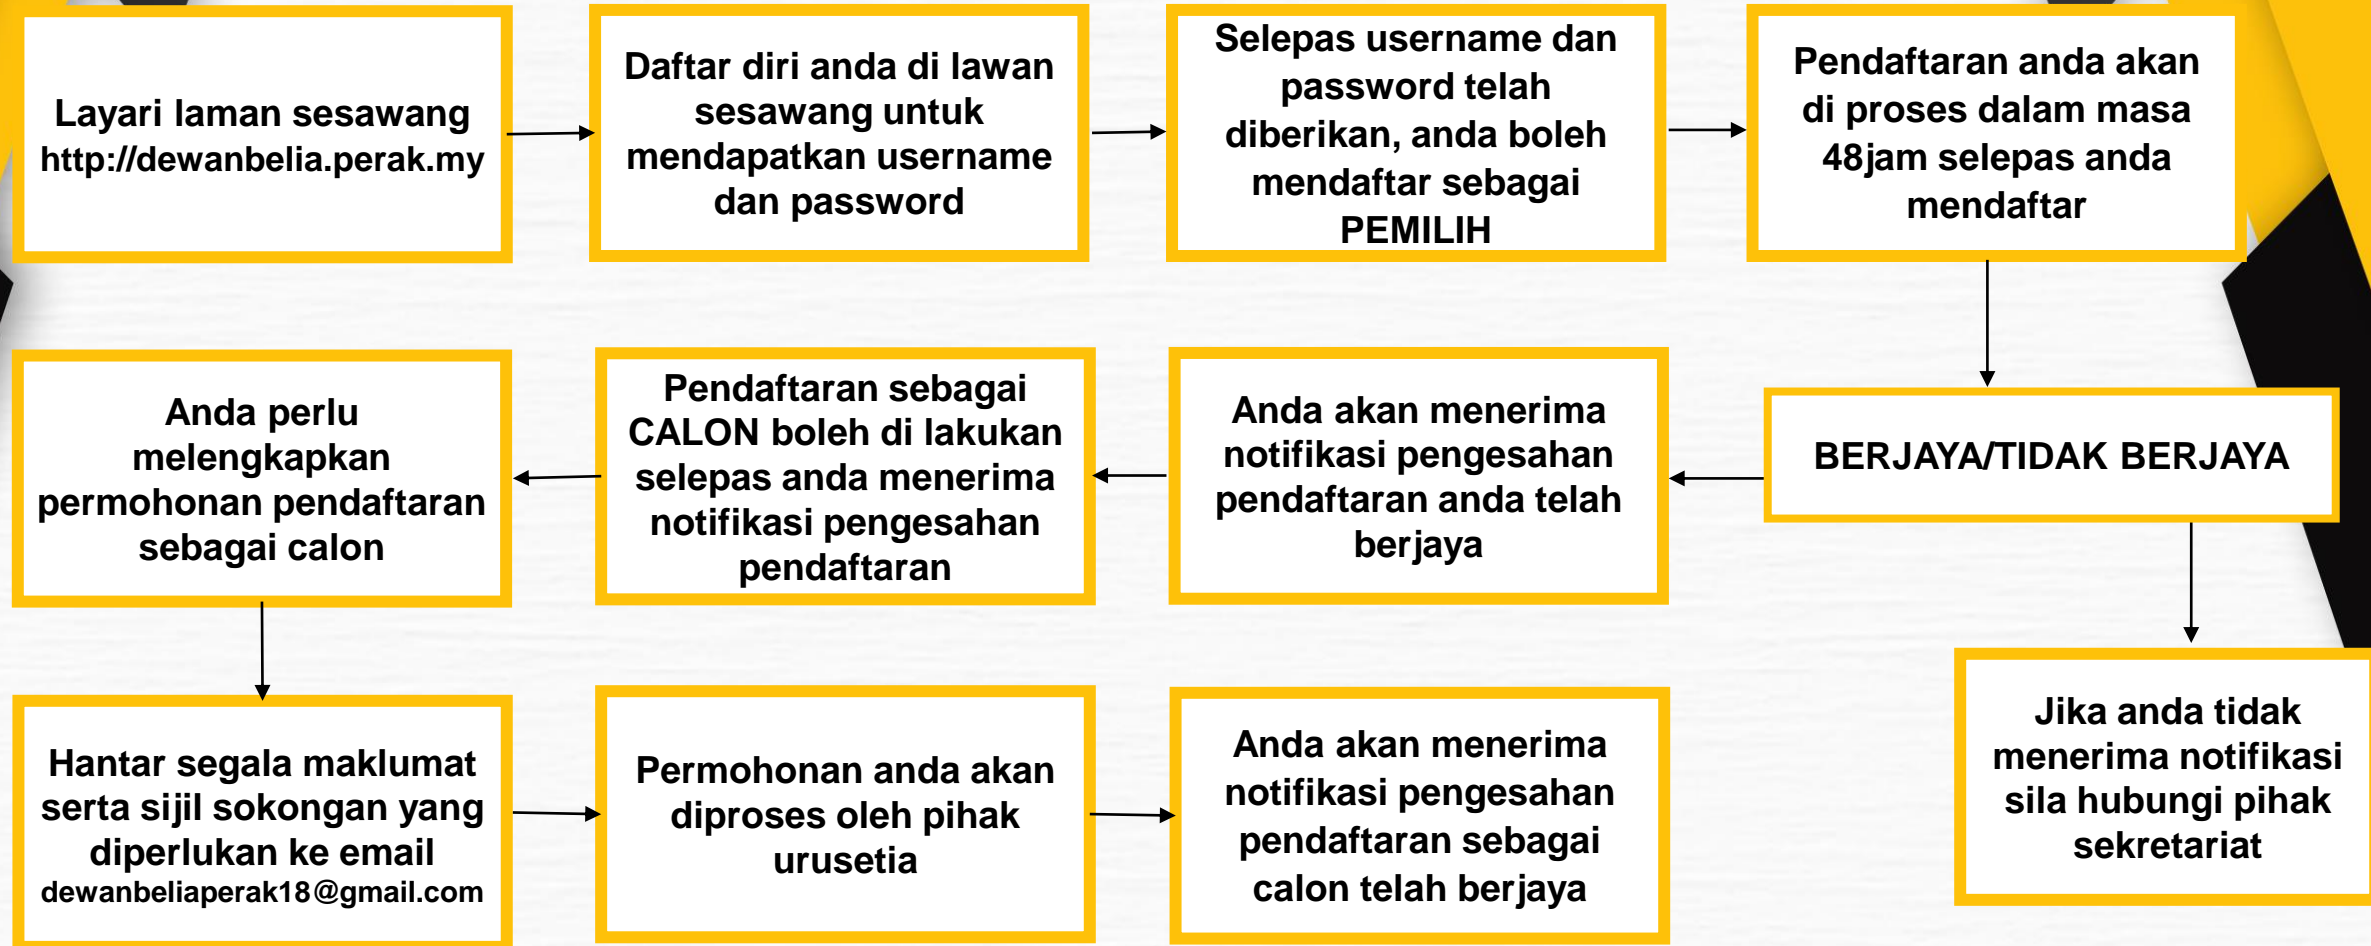 Layari laman sesawang
http://dewanbelia.perak.my
Daftar diri anda di lawan
sesawang untuk
mendapatkan username
dan password
Selepas username dan
password telah
diberikan, anda boleh
mendaftar sebagai
PEMILIH
Pendaftaran anda akan
di proses dalam masa
48jam selepas anda
mendaftar
BERJAYA/TIDAK BERJAYA
Anda akan menerima
notifikasi pengesahan
pendaftaran anda telah
berjaya
Pendaftaran sebagai
CALON boleh di lakukan
selepas anda menerima
notifikasi pengesahan
pendaftaran
Anda perlu
melengkapkan
permohonan pendaftaran
sebagai calon
Hantar segala maklumat
serta sijil sokongan yang
diperlukan ke email
dewanbeliaperak18@gmail.com
Permohonan anda akan
diproses oleh pihak
urusetia
Anda akan menerima
notifikasi pengesahan
pendaftaran sebagai
calon telah berjaya
Jika anda tidak
menerima notifikasi
sila hubungi pihak
sekretariat